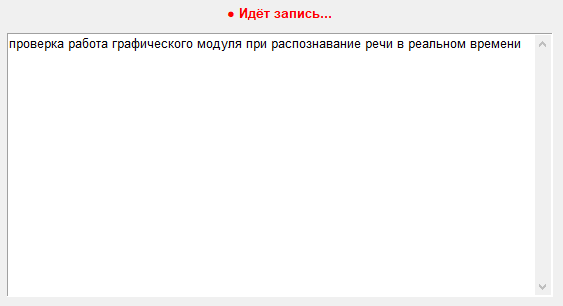 ● Идёт запись...
проверка работа графического модуля при распознавание речи в реальном времени